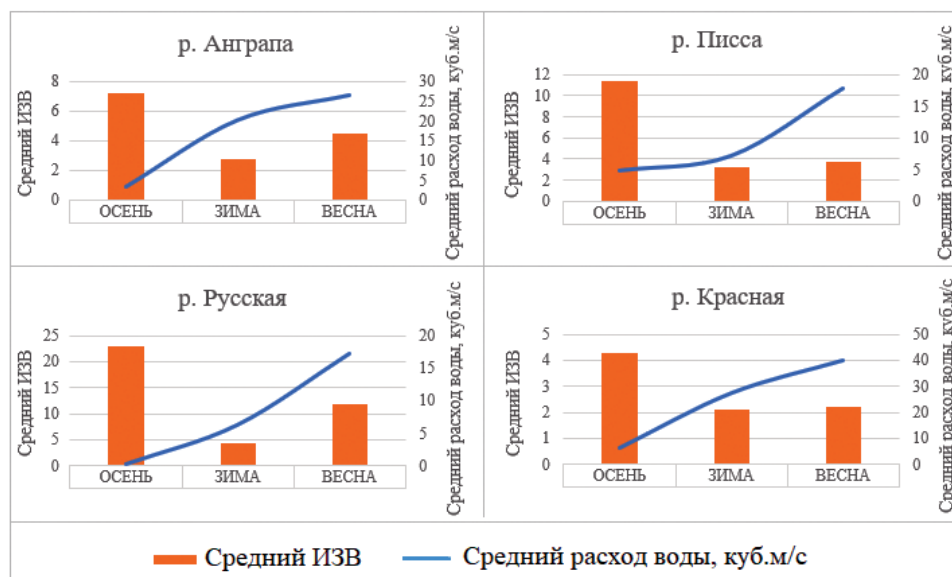 р. Анграпа
Средний ИЗВ
8
6
4
2
0
30
25
20
15
10
5
0
Средний расход воды, куб.м/с
ОСЕНЬ ЗИМА ВЕСНА
р. Писса
Средний ИЗВ
12
10
8
6
4
2
0
20
15
10
5
0
Средний расход воды, куб.м/с
ОСЕНЬ ЗИМА ВЕСНА
р. Русская
Средний ИЗВ
25
20
15
10
5
0
20
15
10
5
0
Средний расход воды, куб.м/с
ОСЕНЬ ЗИМА ВЕСНА
р. Красная
Средний ИЗВ
5
4
3
2
1
0
50
40
30
20
10
0
Средний расход воды, куб.м/с
ОСЕНЬ ЗИМА ВЕСНА
Средний ИЗВ
Средний расход воды, куб.м/с